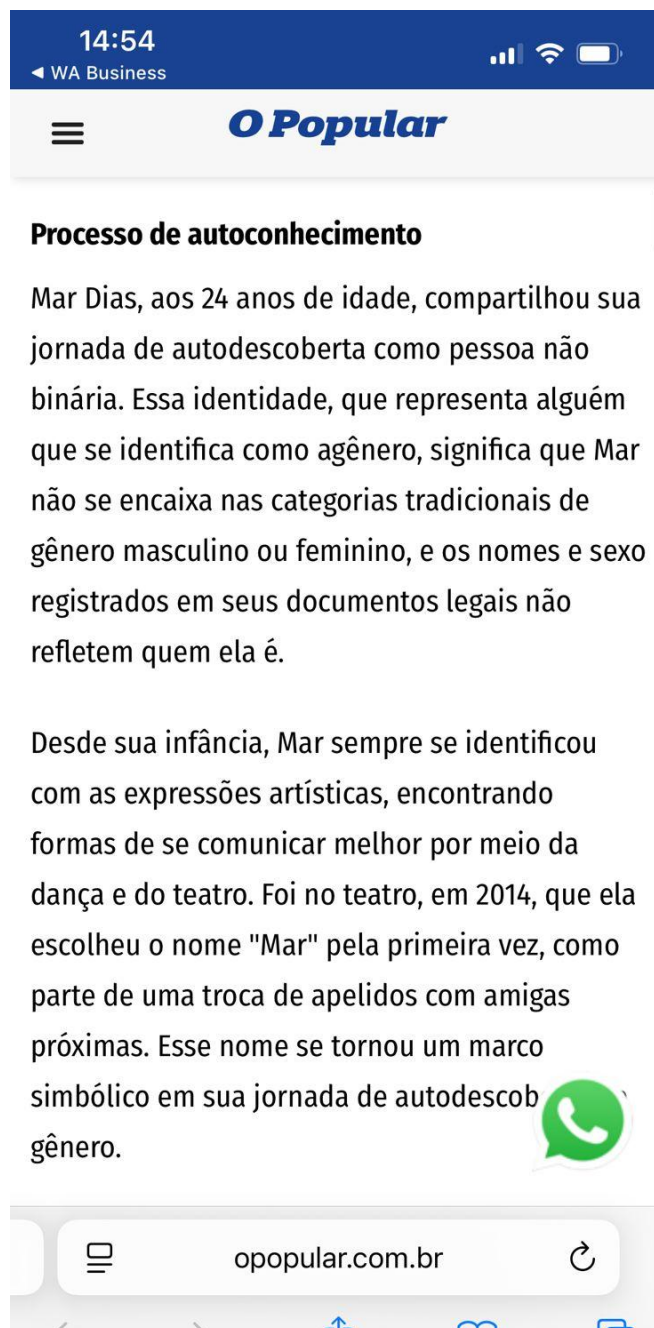 14:54
◀ WA Business
O Popular
Processo de autoconhecimento
Mar Dias, aos 24 anos de idade, compartilhou sua
jornada de autodescoberta como pessoa não
binária. Essa identidade, que representa alguém
que se identifica como agênero, significa que Mar
não se encaixa nas categorias tradicionais de
gênero masculino ou feminino, e os nomes e sexo
registrados em seus documentos legais não
refletem quem ela é.
Desde sua infância, Mar sempre se identificou
com as expressões artísticas, encontrando
formas de se comunicar melhor por meio da
dança e do teatro. Foi no teatro, em 2014, que ela
escolheu o nome "Mar" pela primeira vez, como
parte de uma troca de apelidos com amigas
próximas. Esse nome se tornou um marco
simbólico em sua jornada de autodescob
gênero.
opopular.com.br